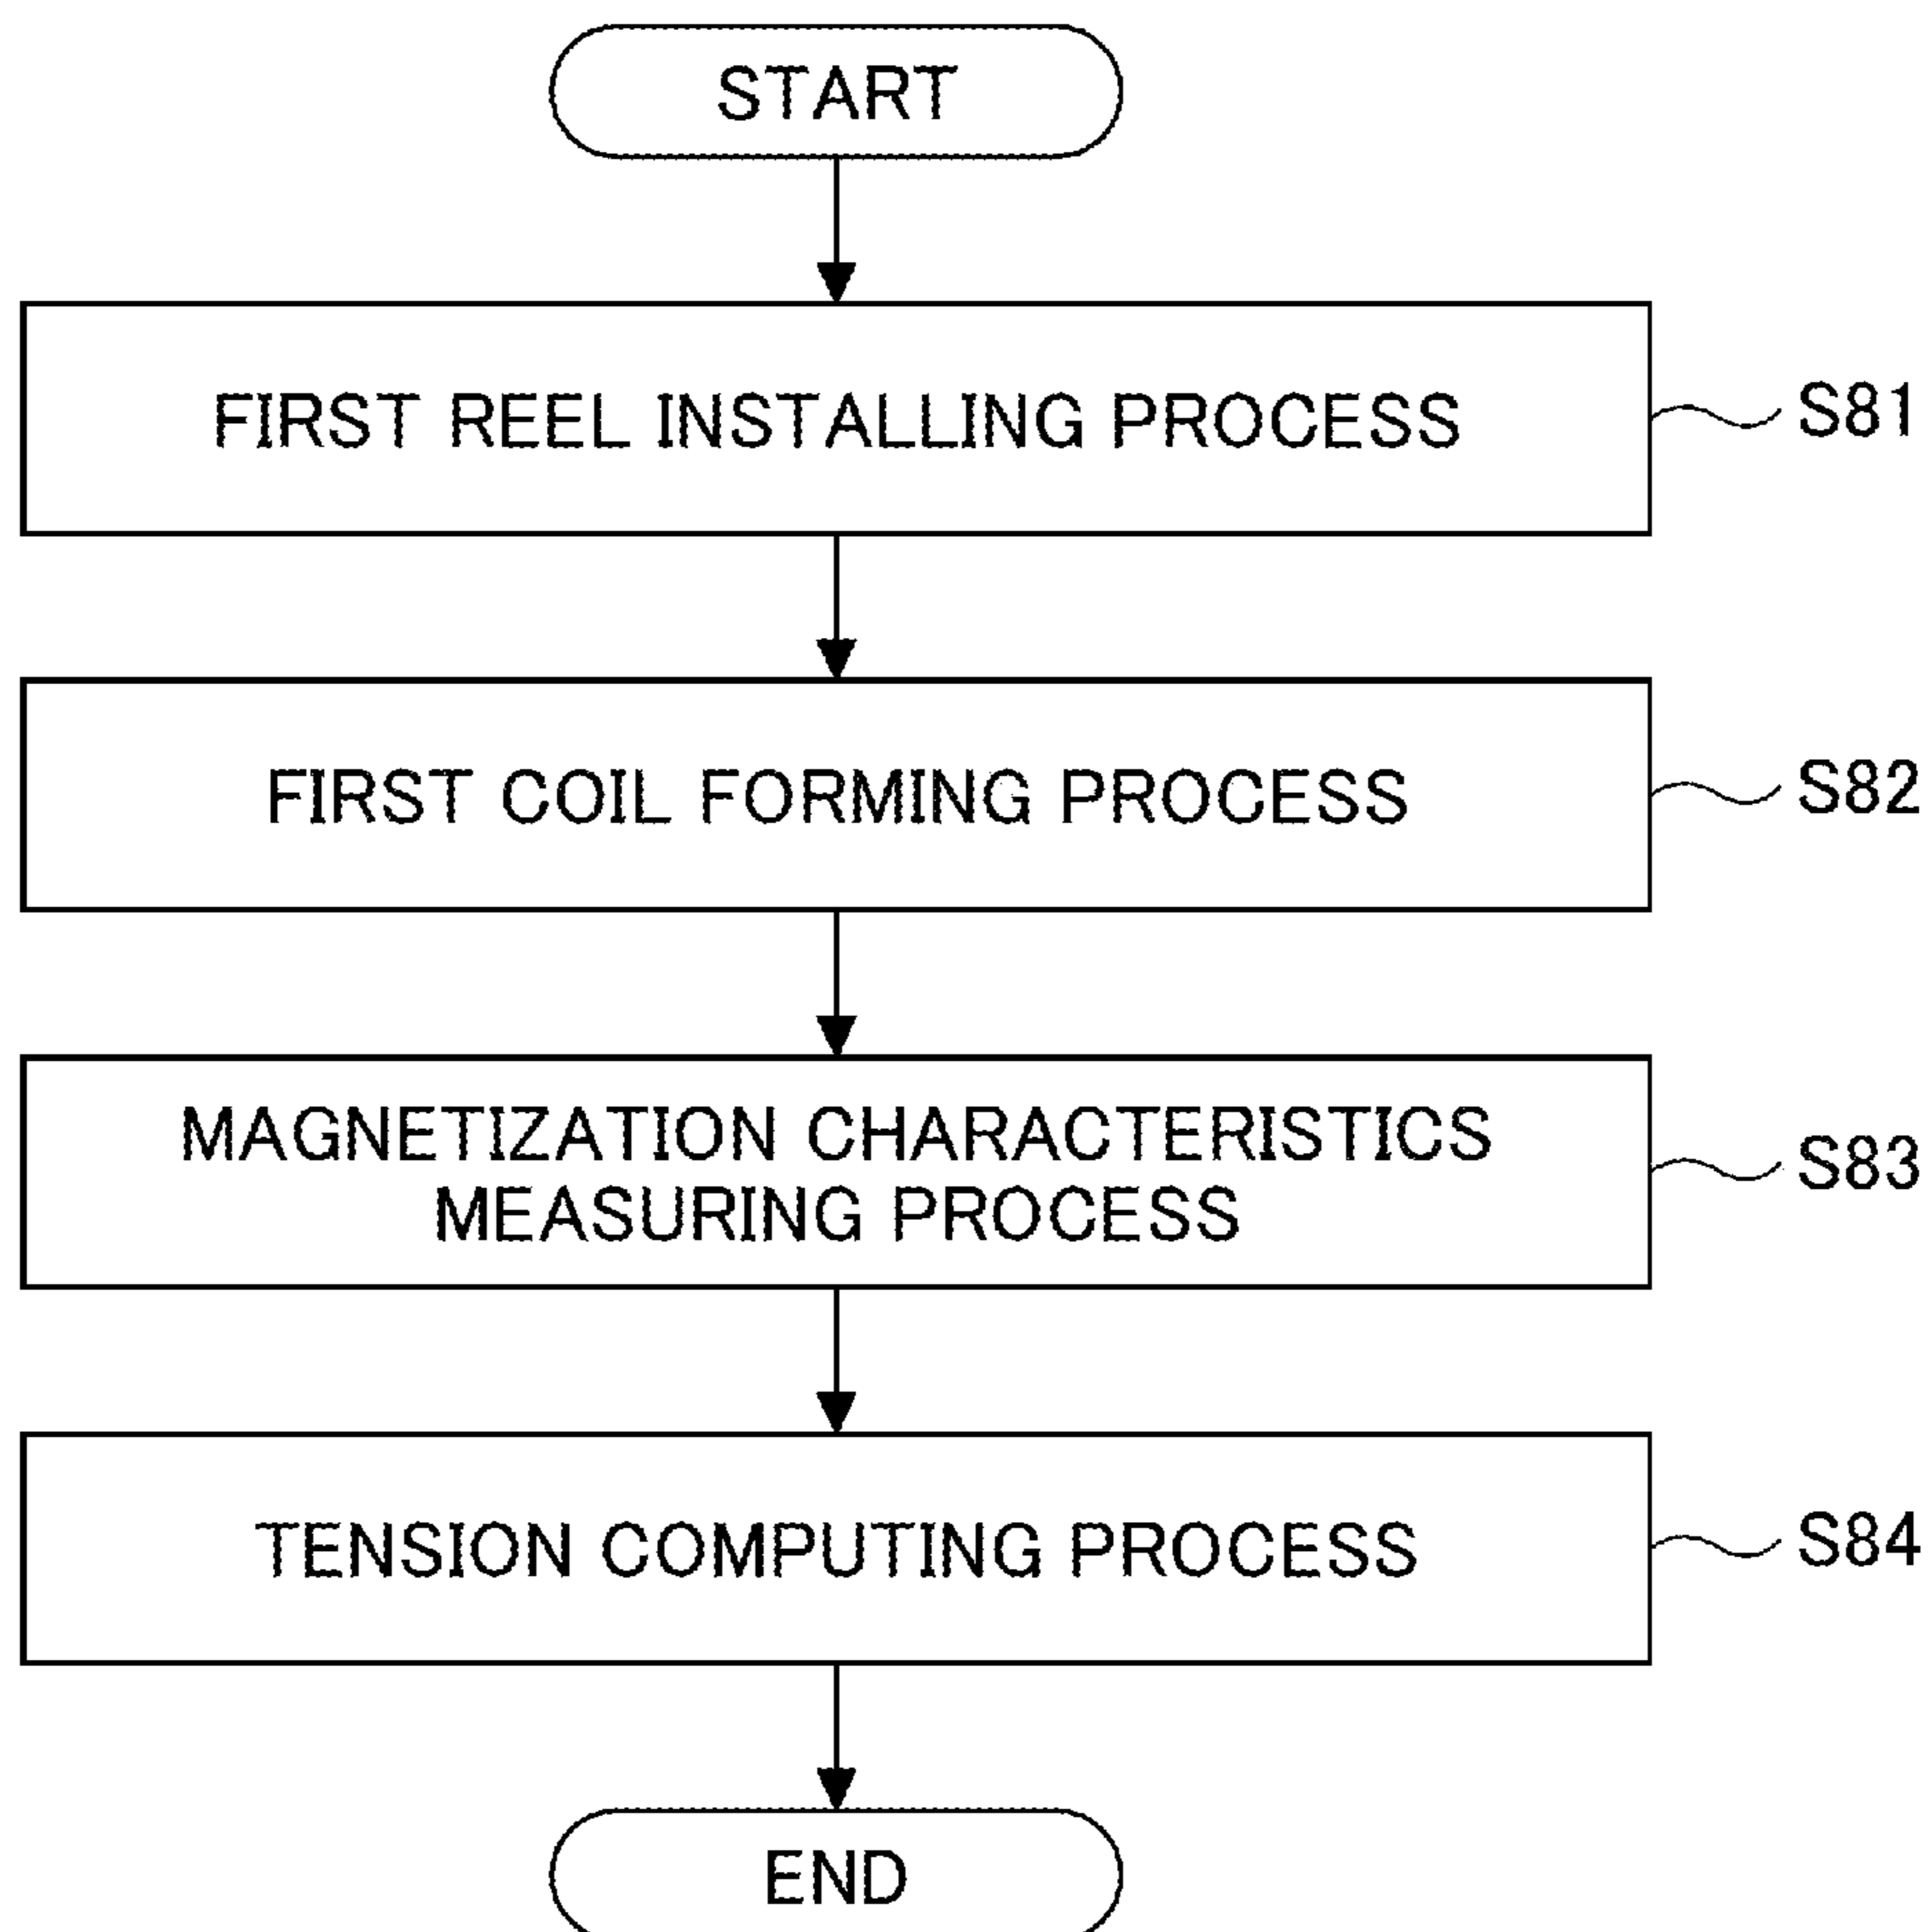 START
FIRST REEL INSTALLING PROCESS
S81
FIRST COIL FORMING PROCESS
S82
MAGNETIZATION CHARACTERISTICS
MEASURING PROCESS
S83
TENSION COMPUTING PROCESS
S84
END